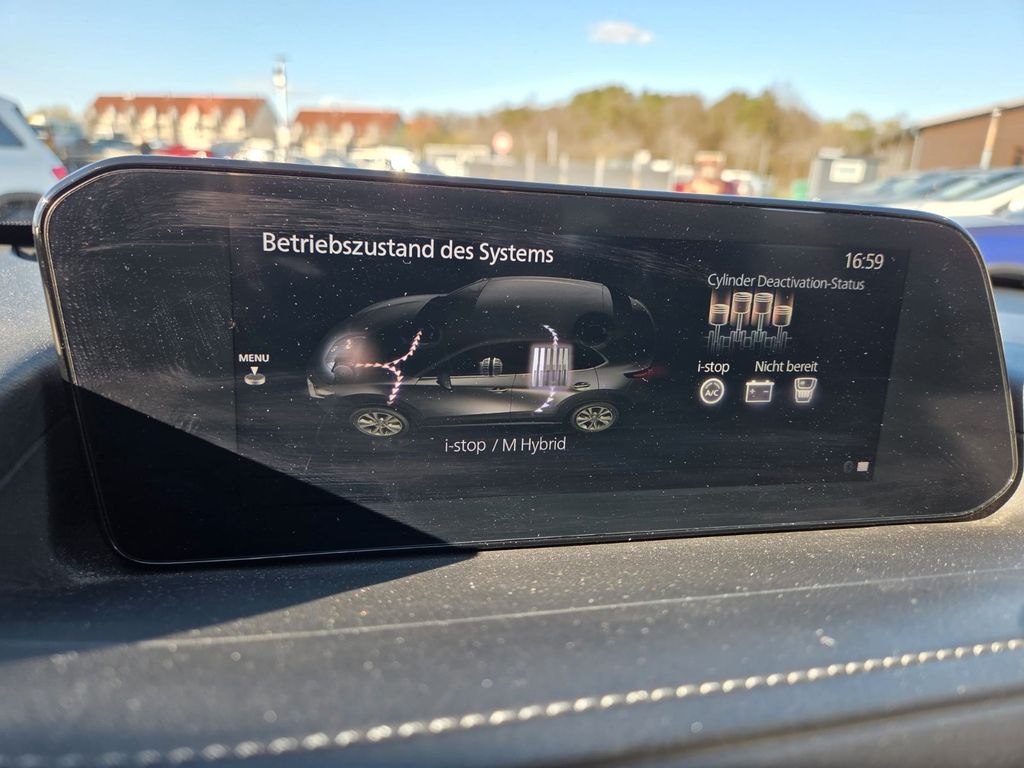 Betriebszustand des Systems
16:59
Cylinder Deactivation-Status
MENU
i-stop Nicht bereit
A/C
i-stop / M Hybrid